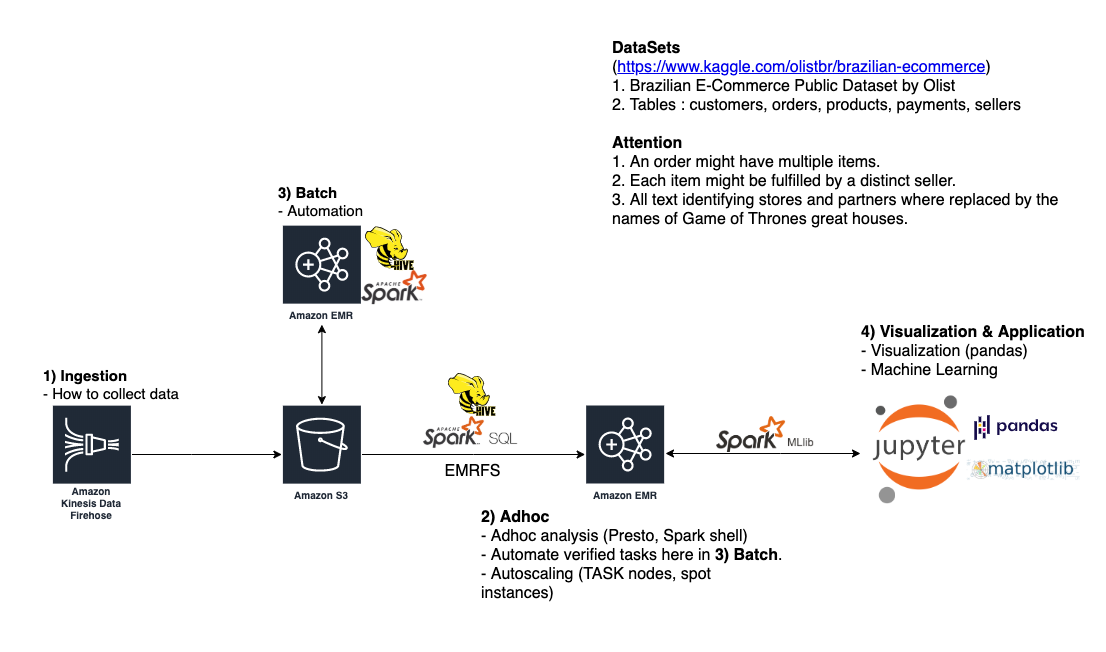 DataSets
(https://www.kaggle.com/olistbr/brazilian-ecommerce)
1. Brazilian E-Commerce Public Dataset by Olist
2. Tables : customers, orders, products, payments, sellers
Attention
1. An order might have multiple items.
2. Each item might be fulfilled by a distinct seller.
3. All text identifying stores and partners where replaced by the
names of Game of Thrones great houses.
3) Batch
- Automation
HIVE
APACHE
Spark
Amazon EMR
4) Visualization & Application
- Visualization (pandas)
- Machine Learning
1) Ingestion
- How to collect data
Amazon
Kinesis Data
Firehose
Amazon S3
HIVE
APACHE
Spark SQL
EMRFS
Amazon EMR
Spark MLlib
jupyter
pandas
matplotlib
2) Adhoc
- Adhoc analysis (Presto, Spark shell)
- Automate verified tasks here in 3) Batch.
- Autoscaling (TASK nodes, spot
instances)